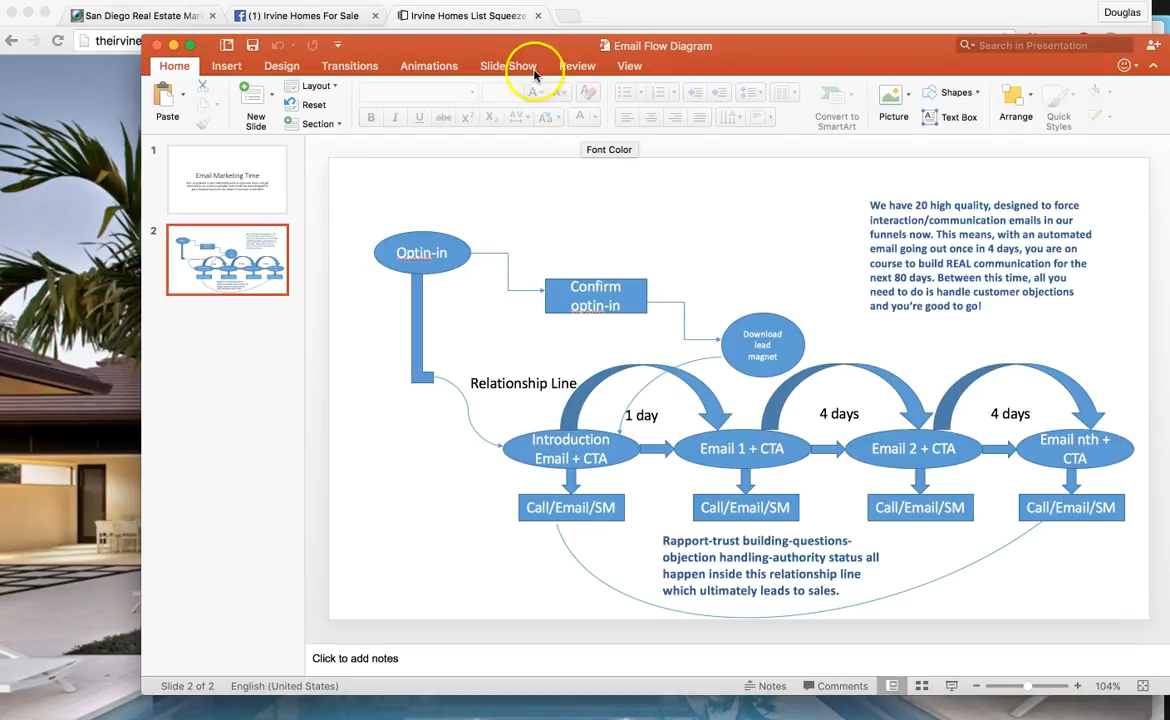 San Diego Real Estate Mark
(1) Irvine Homes For Sale
Irvine Homes List Squeeze
Douglas
theirvine
Email Flow Diagram
Search in Presentation
Home
Insert
Design
Transitions
Animations
Slide Show
Review
View
Paste
New
Slide
Layout
Reset
Section
B I U abc X² X₂ AV Aa A
Convert to
SmartArt
Picture
Shapes
Text Box
Arrange
Quick
Styles
Font Color
1
Email Marketing Time
2
We have 20 high quality, designed to force
interaction/communication emails in our
funnels now. This means, with an automated
email going out once in 4 days, you are on
course to build REAL communication for the
next 80 days. Between this time, all you
need to do is handle customer objections
and you're good to go!
Optin-in
Confirm
optin-in
Download
lead
magnet
Relationship Line
1 day
4 days
4 days
Introduction
Email + CTA
Email 1 + CTA
Email 2 + CTA
Email nth +
CTA
Call/Email/SM
Call/Email/SM
Call/Email/SM
Call/Email/SM
Rapport-trust building-questions-
objection handling-authority status all
happen inside this relationship line
which ultimately leads to sales.
Click to add notes
Slide 2 of 2
English (United States)
Notes
Comments
104%